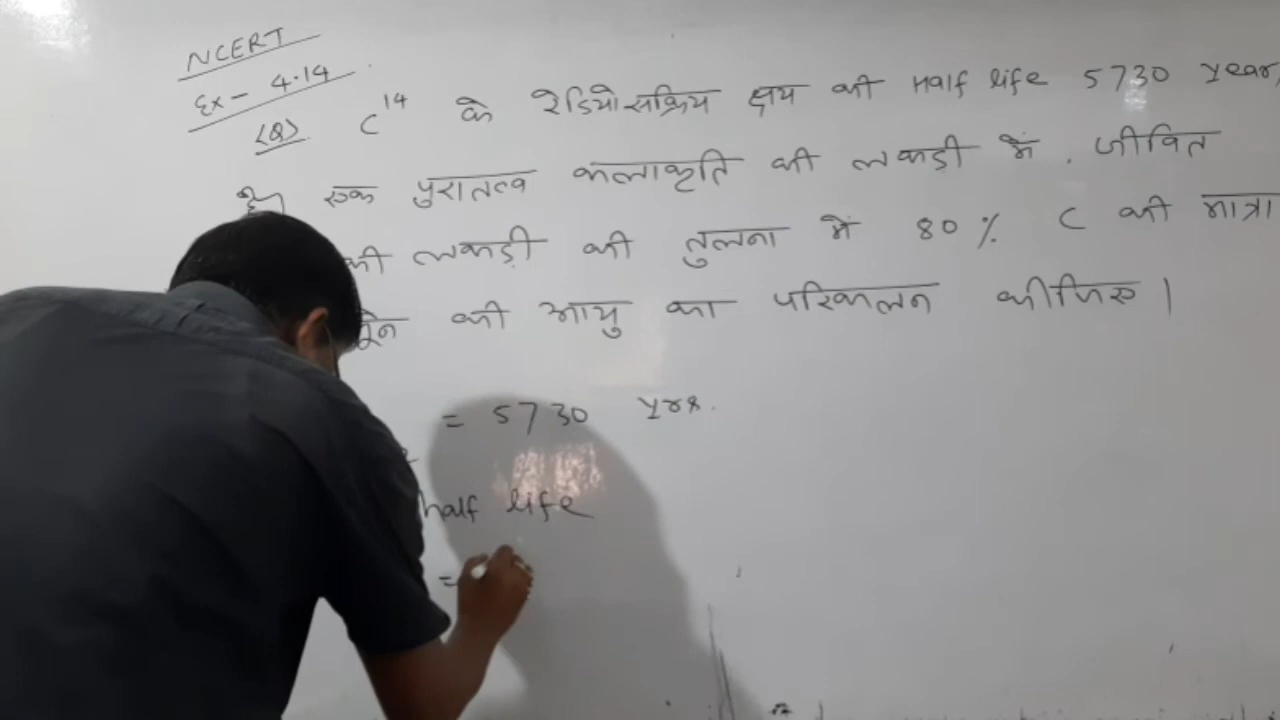 NCERT
Ex - 4.14
<Q> C14 के रेडियोसक्रिय क्षय की Half life 5730 year,
है एक पुरातत्व कलाकृति की लकड़ी में, जीवित
की लकड़ी की तुलना में 80% C की मात्रा
की आयु का परिकलन कीजिए।
= 5730 yrs.
half life
=